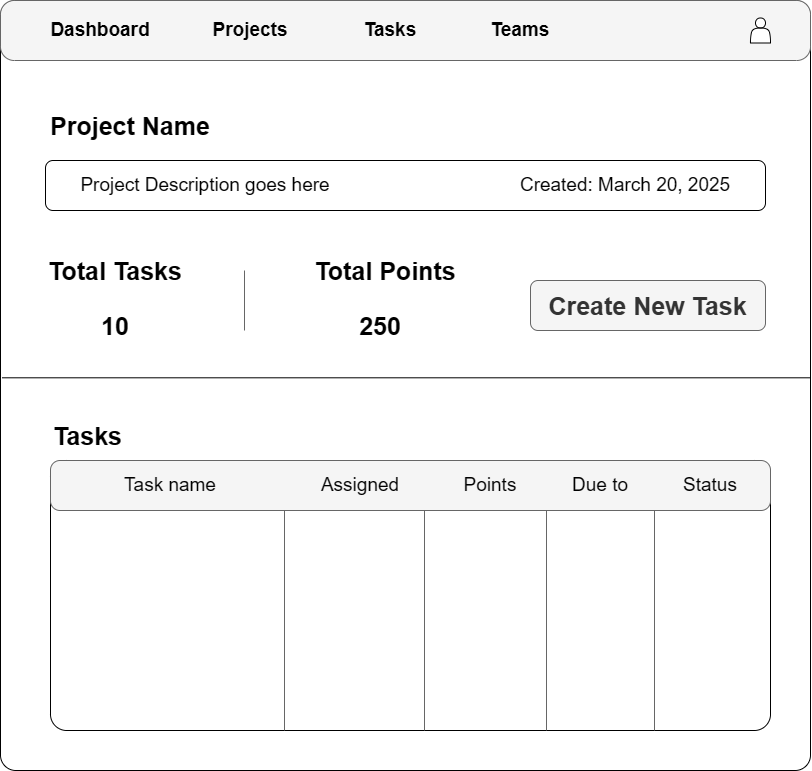 Dashboard Projects Tasks Teams
Project Name
Project Description goes here Created: March 20, 2025
Total Tasks Total Points
Create New Task
10 250
Tasks
Task name Assigned Points Due to Status